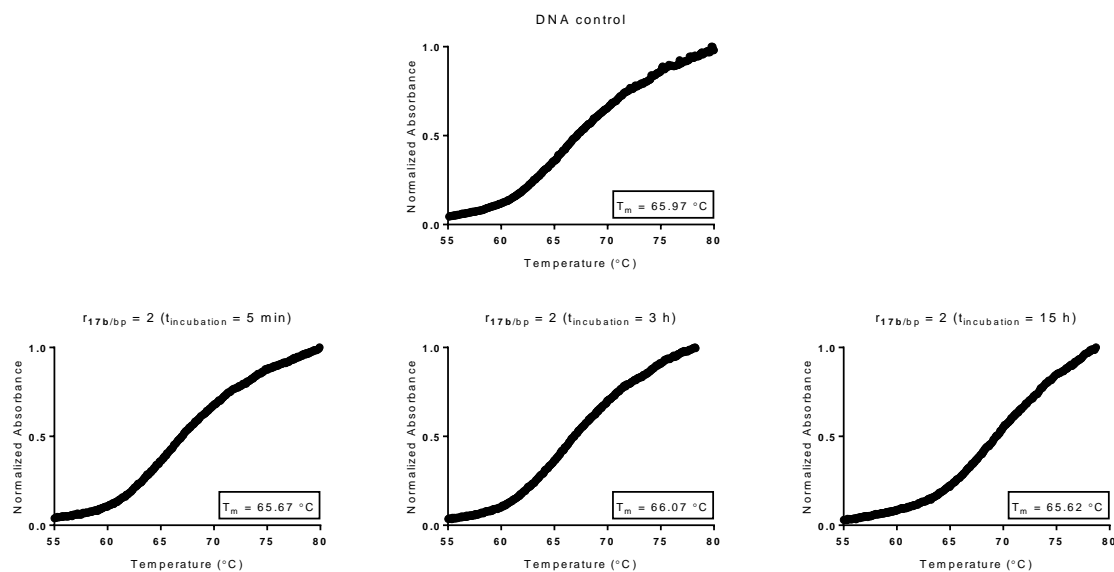 DNA control
Normalized Absorbance
1.0
0.5
0.0
55 60 65 70 75 80
Temperature (°C)
Tm = 65.97 °C
r17b/bp = 2 (tincubation = 5 min)
Normalized Absorbance
1.0
0.5
0.0
55 60 65 70 75 80
Temperature (°C)
Tm = 65.67 °C
r17b/bp = 2 (tincubation = 3 h)
Normalized Absorbance
1.0
0.5
0.0
55 60 65 70 75 80
Temperature (°C)
Tm = 66.07 °C
r17b/bp = 2 (tincubation = 15 h)
Normalized Absorbance
1.0
0.5
0.0
55 60 65 70 75 80
Temperature (°C)
Tm = 65.62 °C